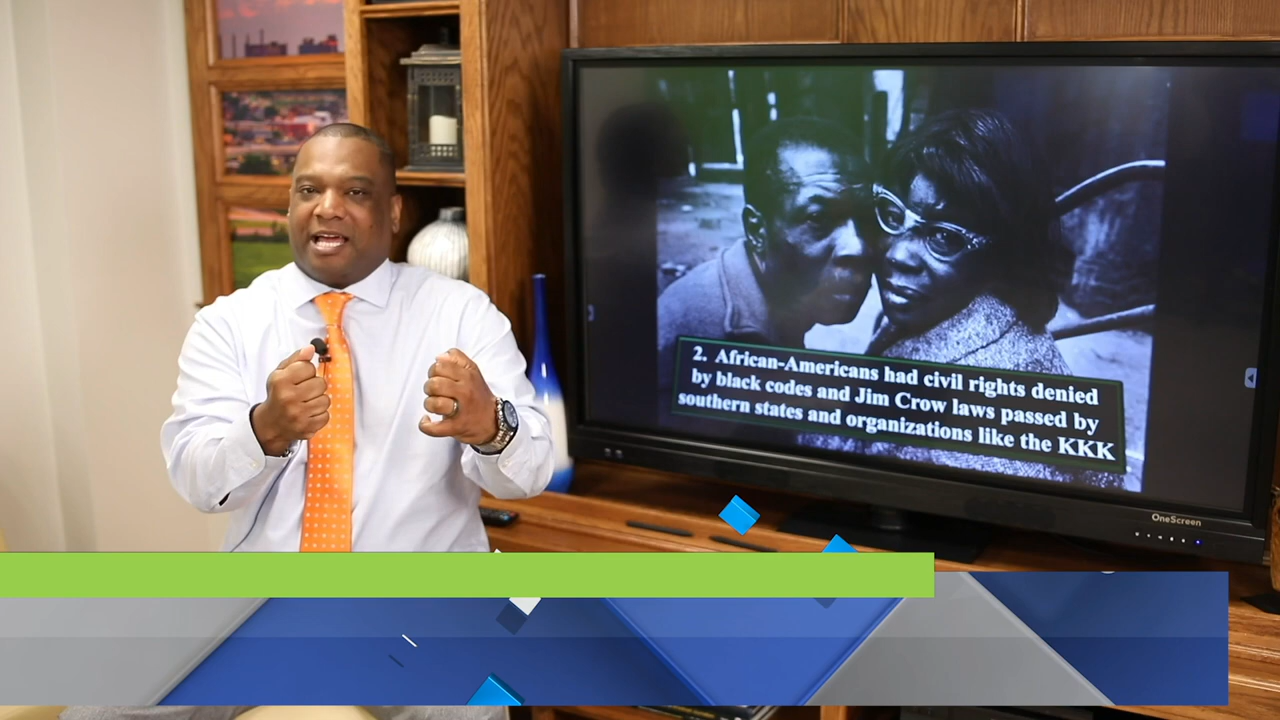 2. African-Americans had civil rights denied
by black codes and Jim Crow laws passed by
southern states and organizations like the KKK
OneScreen